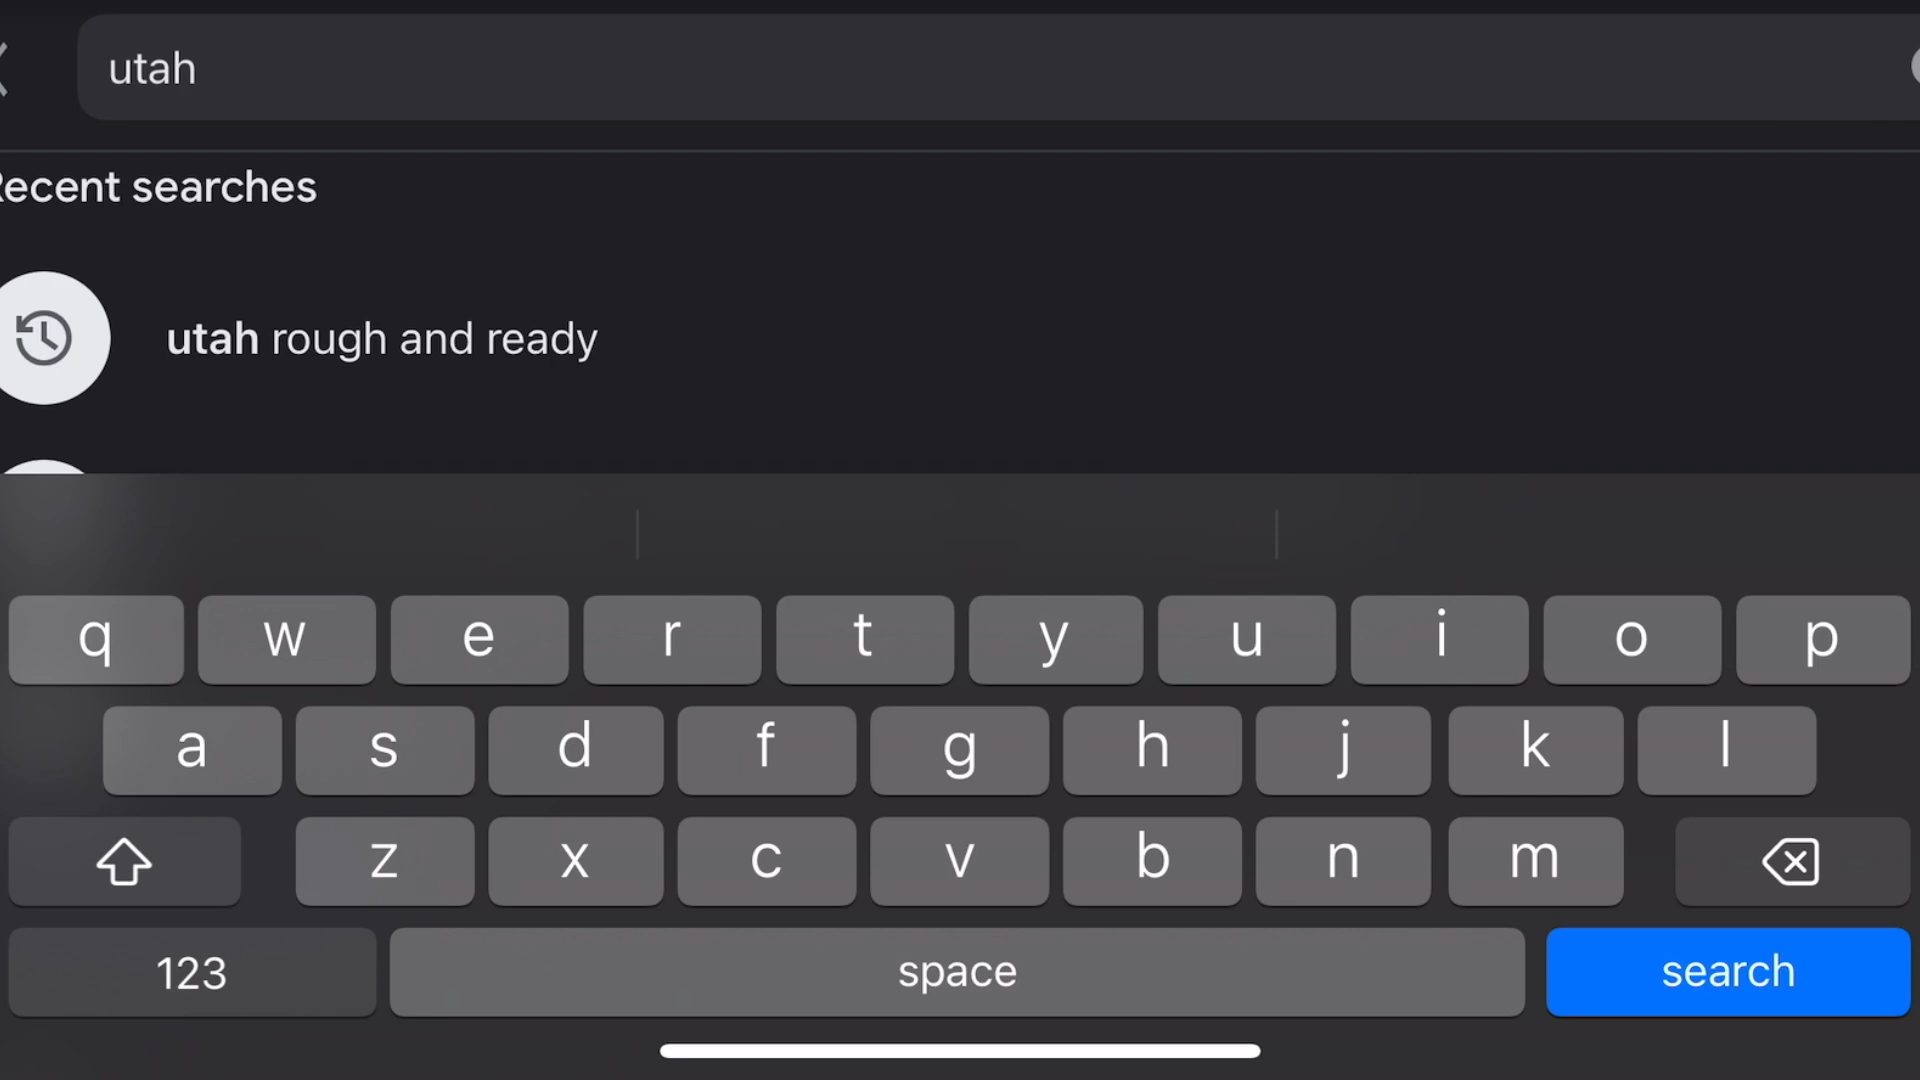 utah
Recent searches
utah rough and ready
q w e r t y u i o p
a s d f g h j k l
z x c v b n m
123 space search